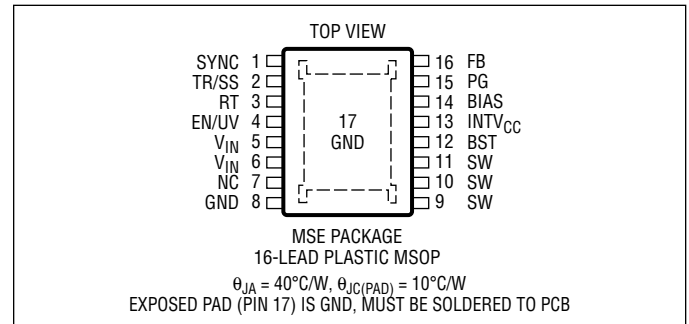 TOP VIEW
SYNC 1
TR/SS 2
RT 3
EN/UV 4
VIN 5
VIN 6
NC 7
GND 8
17
GND
16 FB
15 PG
14 BIAS
13 INTVCC
12 BST
11 SW
10 SW
9 SW
MSE PACKAGE
16-LEAD PLASTIC MSOP
θJA = 40°C/W, θJC(PAD) = 10°C/W
EXPOSED PAD (PIN 17) IS GND, MUST BE SOLDERED TO PCB